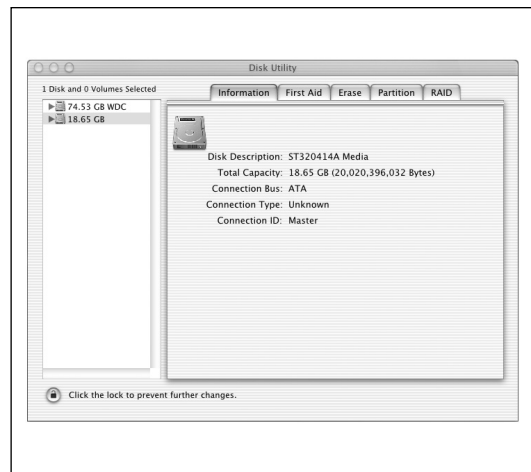 Disk Utility
1 Disk and 0 Volumes Selected
Information First Aid Erase Partition RAID
74.53 GB WDC
18.65 GB
Disk Description: ST320414A Media
Total Capacity: 18.65 GB (20,020,396,032 Bytes)
Connection Bus: ATA
Connection Type: Unknown
Connection ID: Master
Click the lock to prevent further changes.